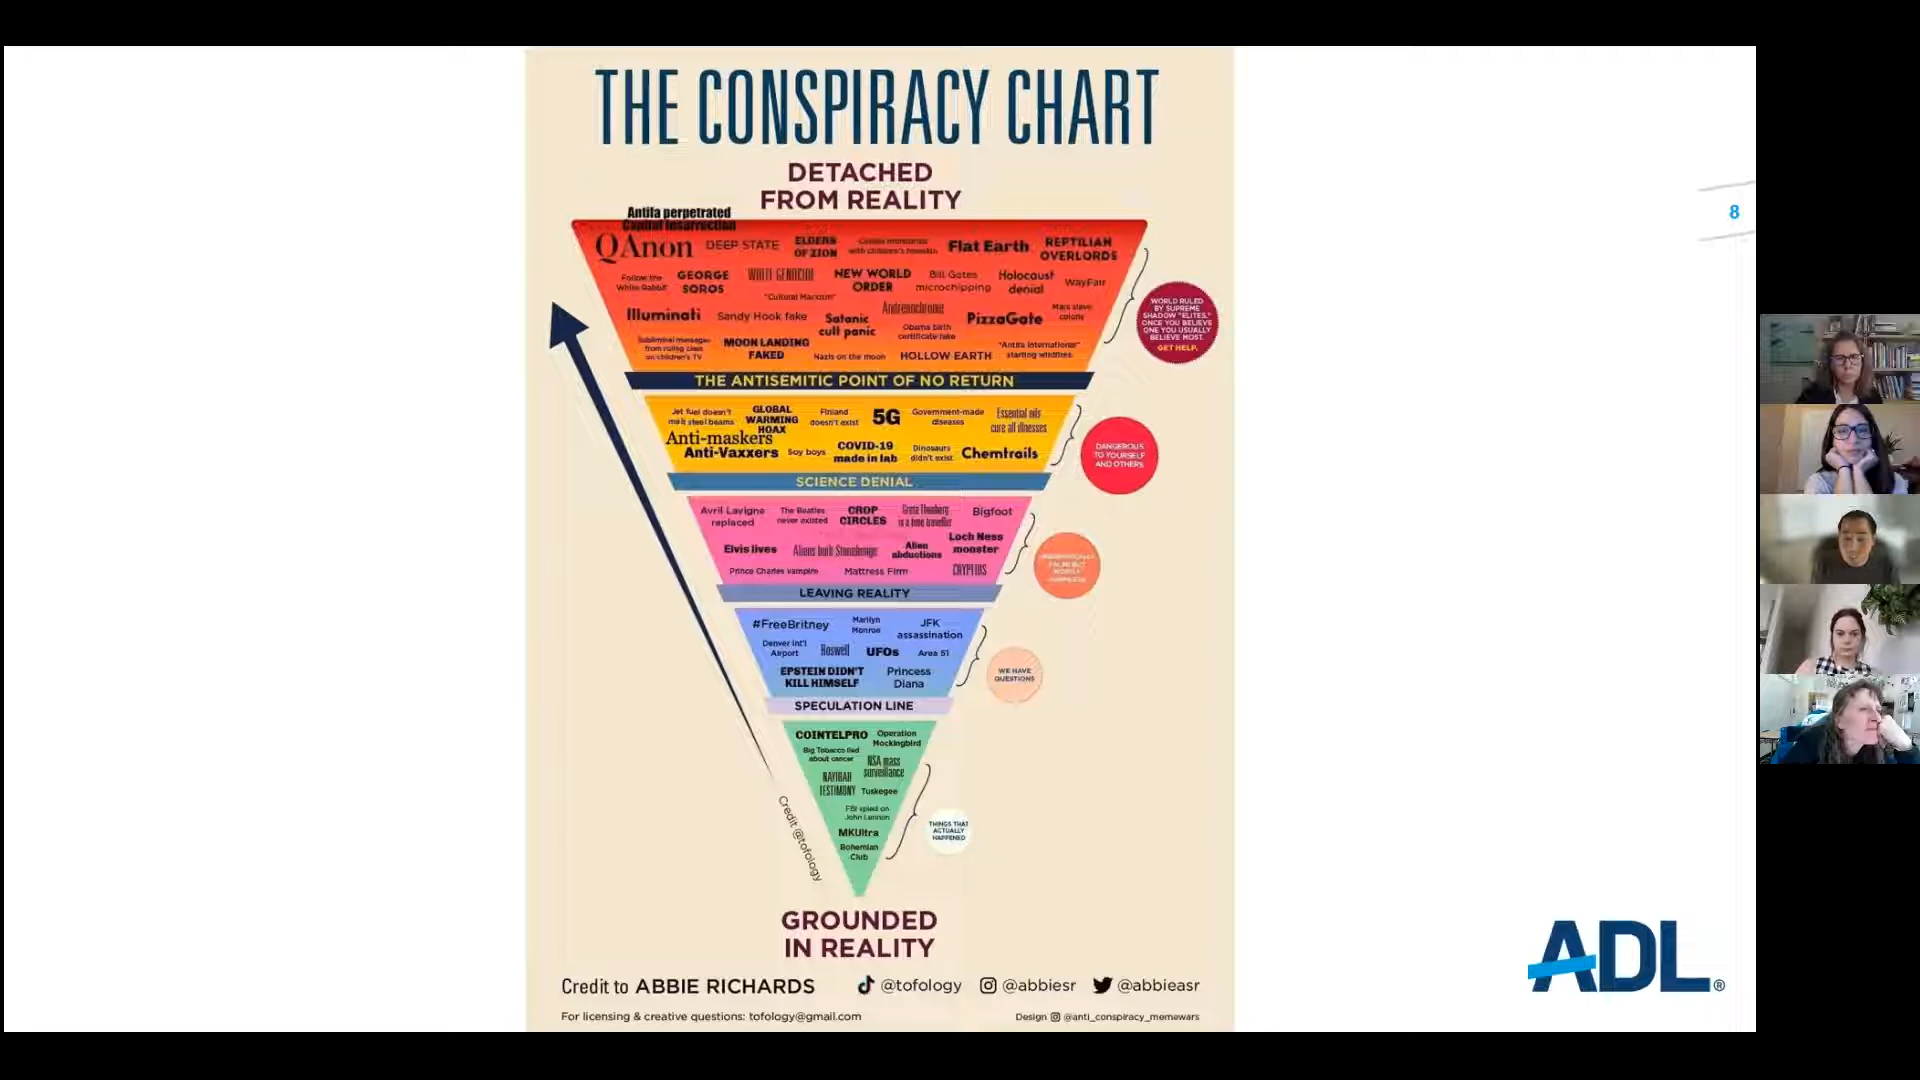 THE CONSPIRACY CHART
DETACHED
FROM REALITY
8
Antifa perpetrated
Capitol Insurrection
QAnon
DEEP STATE
ELDERS
OF ZION
Flat Earth
REPTILIAN
OVERLORDS
Follow the
White Rabbit
GEORGE
SOROS
WHITE GENOCIDE
"Cultural Marxism"
NEW WORLD
ORDER
Bill Gates
microchipping
Holocaust
denial
WayFair
Illuminati
Sandy Hook fake
Satanic
cult panic
Adrenochrome
Obama birth
certificate fake
PizzaGate
Mars slave
colony
Subliminal messages
from ruling class
on children's TV
MOON LANDING
FAKED
Nazis on the moon
HOLLOW EARTH
"Antifa International"
starting wildfires
WORLD RULED
BY SUPREME
SHADOW "ELITES."
ONCE YOU BELIEVE
ONE YOU USUALLY
BELIEVE MOST.
GET HELP.
THE ANTISEMITIC POINT OF NO RETURN
Jet fuel doesn't
melt steel beams
GLOBAL
WARMING
HOAX
Finland
doesn't exist
5G
Government-made
diseases
Essential oils
cure all illnesses
Anti-maskers
Anti-Vaxxers
Soy boys
COVID-19
made in lab
Dinosaurs
didn't exist
Chemtrails
DANGEROUS
TO YOURSELF
AND OTHERS
SCIENCE DENIAL
Avril Lavigne
replaced
The Beatles
never existed
CROP
CIRCLES
Greta Thunberg
is a time traveller
Bigfoot
Elvis lives
Aliens built Stonehenge
Alien
abductions
Loch Ness
monster
Prince Charles vampire
Mattress Firm
CRYPTIDS
LEAVING REALITY
#FreeBritney
Marilyn
Monroe
JFK
assassination
Denver Int'l
Airport
Roswell
UFOs
Area 51
EPSTEIN DIDN'T
KILL HIMSELF
Princess
Diana
WE HAVE
QUESTIONS
SPECULATION LINE
COINTELPRO
Operation
Mockingbird
Big Tobacco lied
about cancer
NSA mass
surveillance
NAYIRAH
TESTIMONY
Tuskegee
FBI spied on
John Lennon
MKUltra
Bohemian
Club
THINGS THAT
ACTUALLY
HAPPENED
Credit @tofology
GROUNDED
IN REALITY
Credit to ABBIE RICHARDS
@tofology
@abbiesr
@abbieasr
For licensing & creative questions: tofology@gmail.com
Design @anti_conspiracy_memewars
ADL®